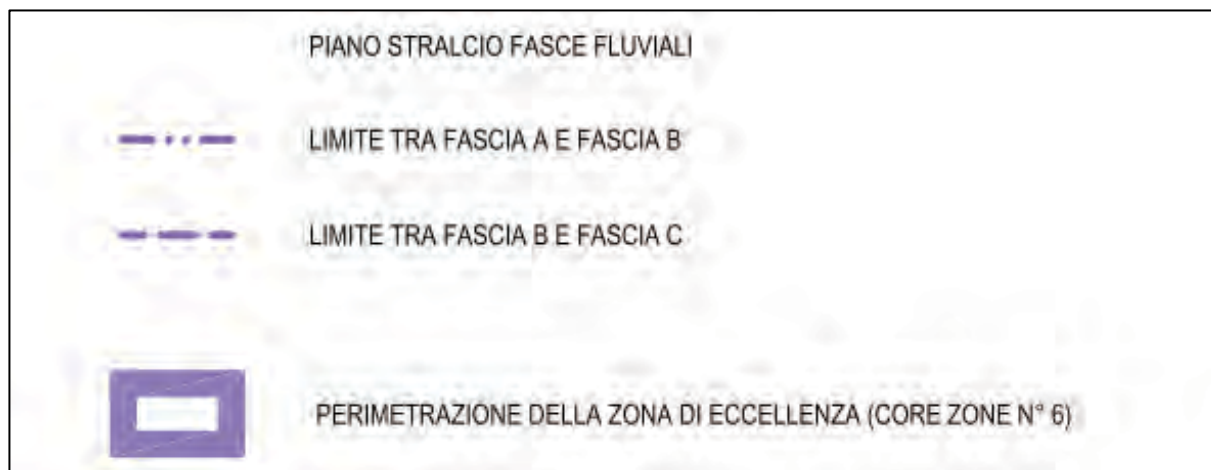 PIANO STRALCIO FASCE FLUVIALI
LIMITE TRA FASCIA A E FASCIA B
LIMITE TRA FASCIA B E FASCIA C
PERIMETRAZIONE DELLA ZONA DI ECCELLENZA (CORE ZONE N° 6)